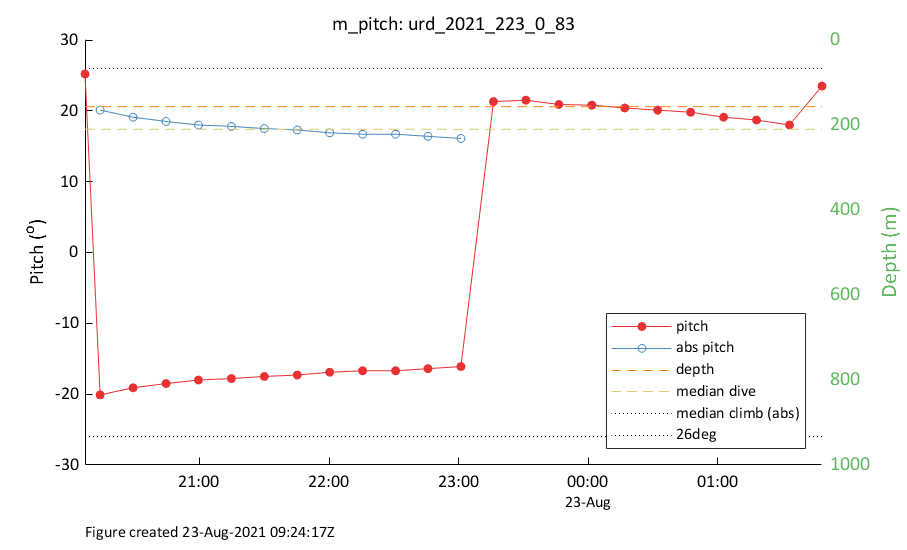 m_pitch: urd_2021_223_0_83
30
20
10
0
-10
-20
-30
Pitch (°)
0
200
400
600
800
1000
Depth (m)
pitch
abs pitch
depth
median dive
median climb (abs)
26deg
21:00
22:00
23:00
00:00
01:00
23-Aug
Figure created 23-Aug-2021 09:24:17Z